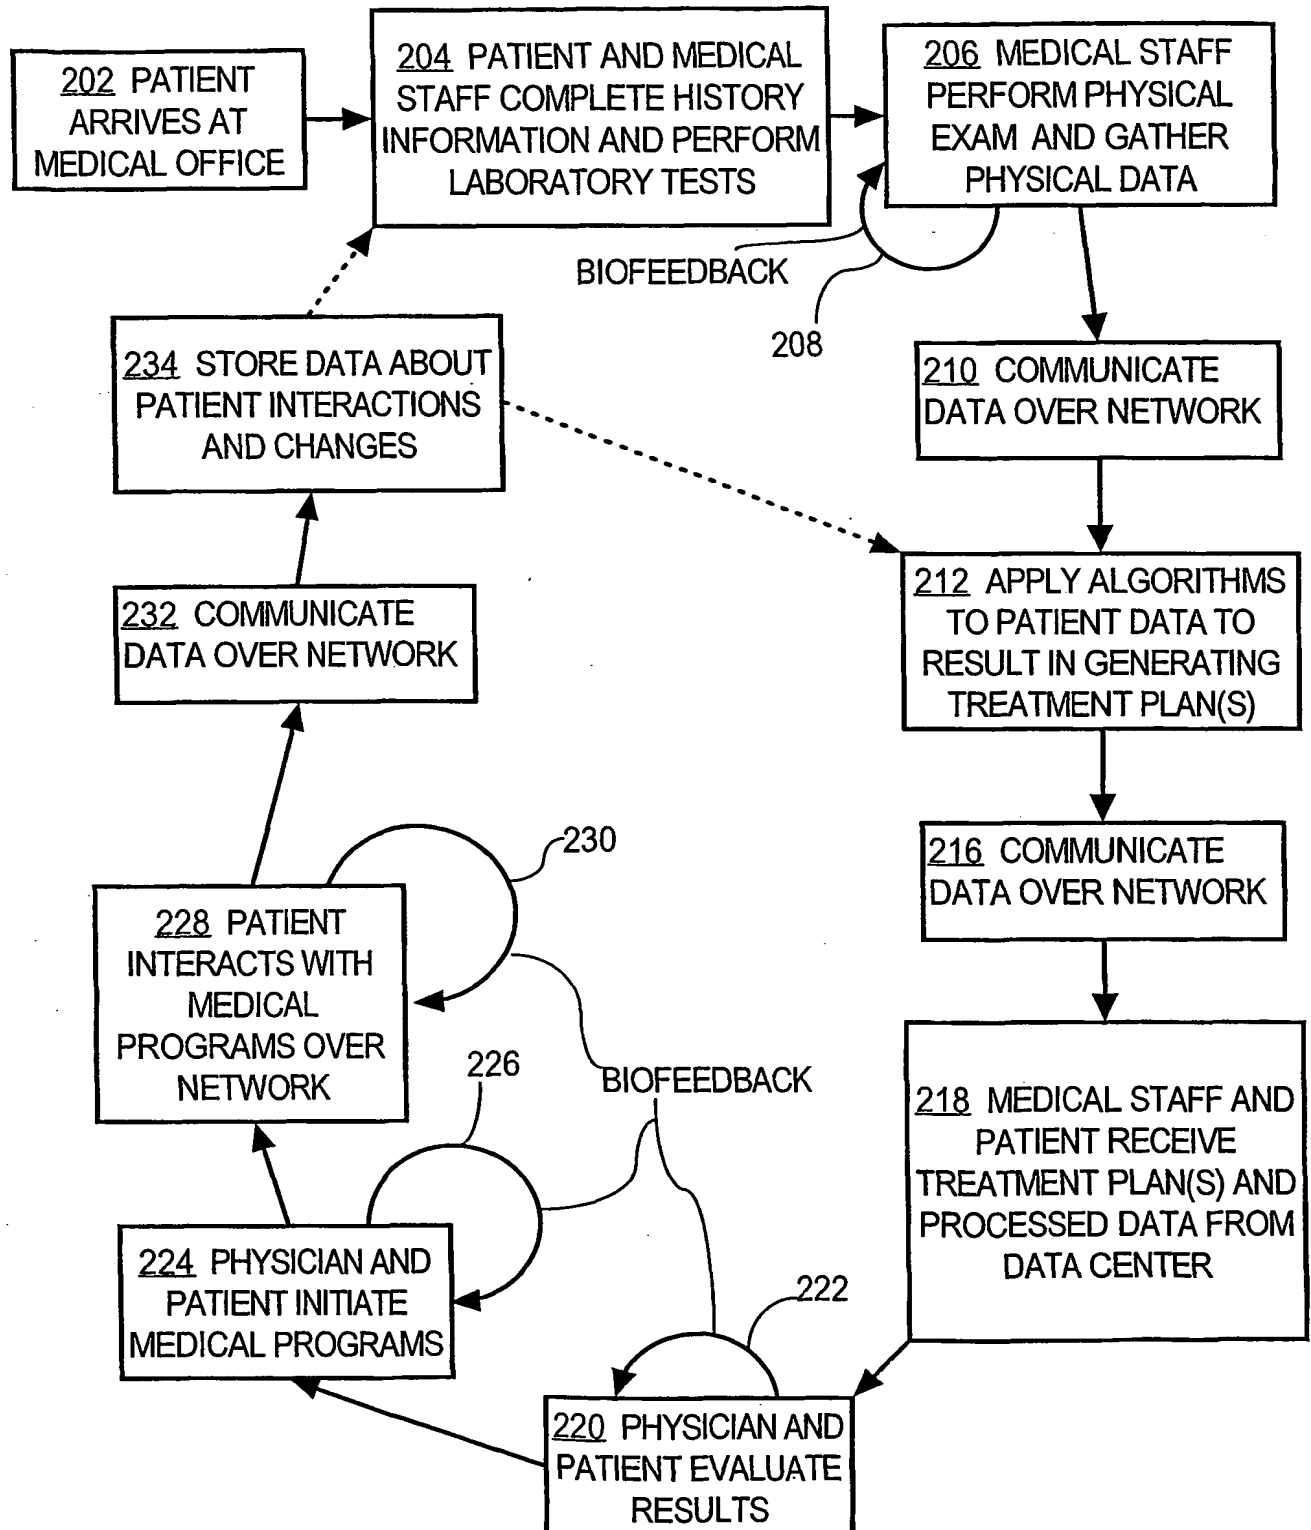 202 PATIENT
ARRIVES AT
MEDICAL OFFICE
204 PATIENT AND MEDICAL
STAFF COMPLETE HISTORY
INFORMATION AND PERFORM
LABORATORY TESTS
206 MEDICAL STAFF
PERFORM PHYSICAL
EXAM AND GATHER
PHYSICAL DATA
BIOFEEDBACK
208
210 COMMUNICATE
DATA OVER NETWORK
212 APPLY ALGORITHMS
TO PATIENT DATA TO
RESULT IN GENERATING
TREATMENT PLAN(S)
216 COMMUNICATE
DATA OVER NETWORK
218 MEDICAL STAFF AND
PATIENT RECEIVE
TREATMENT PLAN(S) AND
PROCESSED DATA FROM
DATA CENTER
220 PHYSICIAN AND
PATIENT EVALUATE
RESULTS
222
BIOFEEDBACK
224 PHYSICIAN AND
PATIENT INITIATE
MEDICAL PROGRAMS
226
228 PATIENT
INTERACTS WITH
MEDICAL
PROGRAMS OVER
NETWORK
230
232 COMMUNICATE
DATA OVER NETWORK
234 STORE DATA ABOUT
PATIENT INTERACTIONS
AND CHANGES